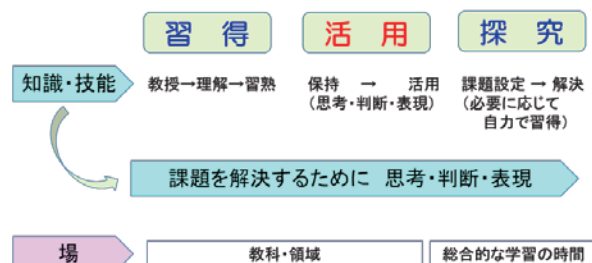 習得 活用 探究
知識・技能 教授→理解→習熟 保持 → 活用 課題設定 → 解決
(思考・判断・表現) (必要に応じて
自力で習得)
課題を解決するために 思考・判断・表現
場 教科・領域 総合的な学習の時間